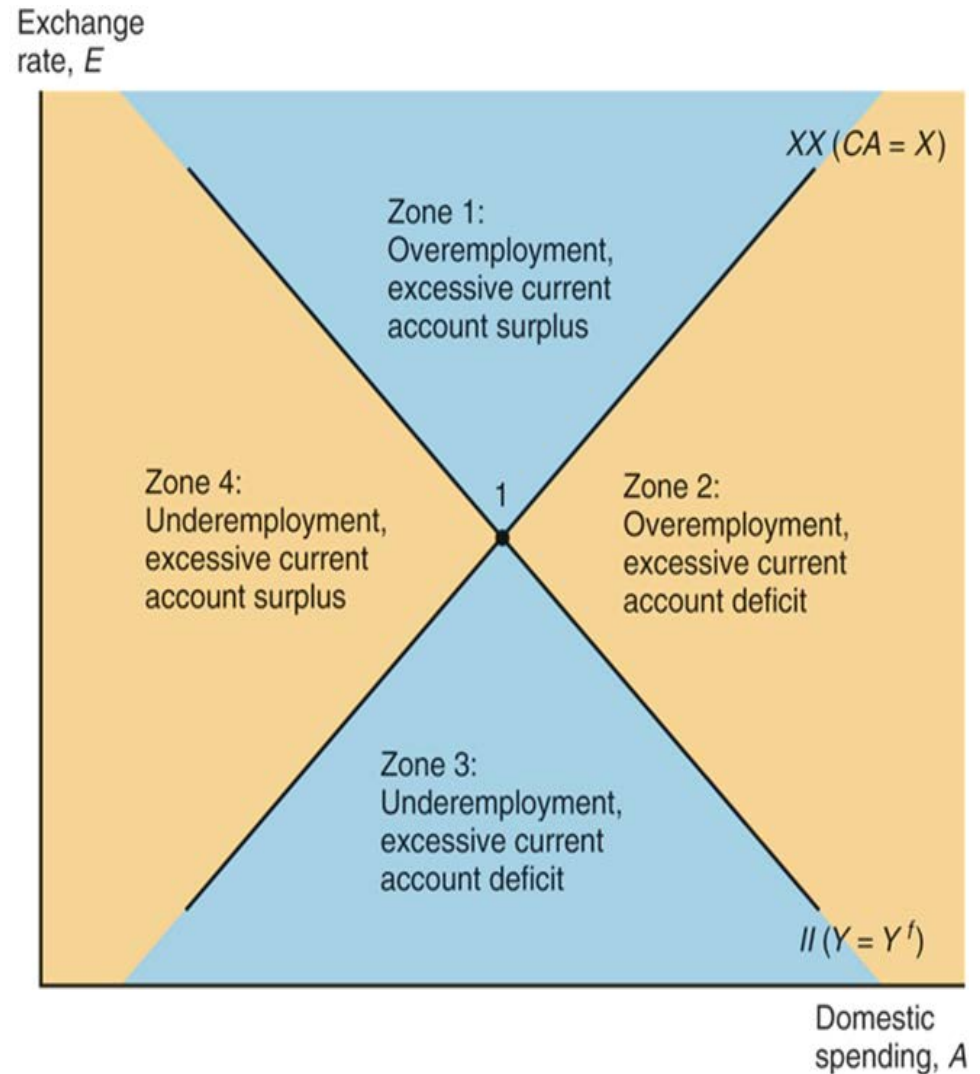 Exchange
rate, E
XX (CA = X)
Zone 1:
Overemployment,
excessive current
account surplus
Zone 4:
Underemployment,
excessive current
account surplus
1
Zone 2:
Overemployment,
excessive current
account deficit
Zone 3:
Underemployment,
excessive current
account deficit
II (Y = Y^f)
Domestic
spending, A